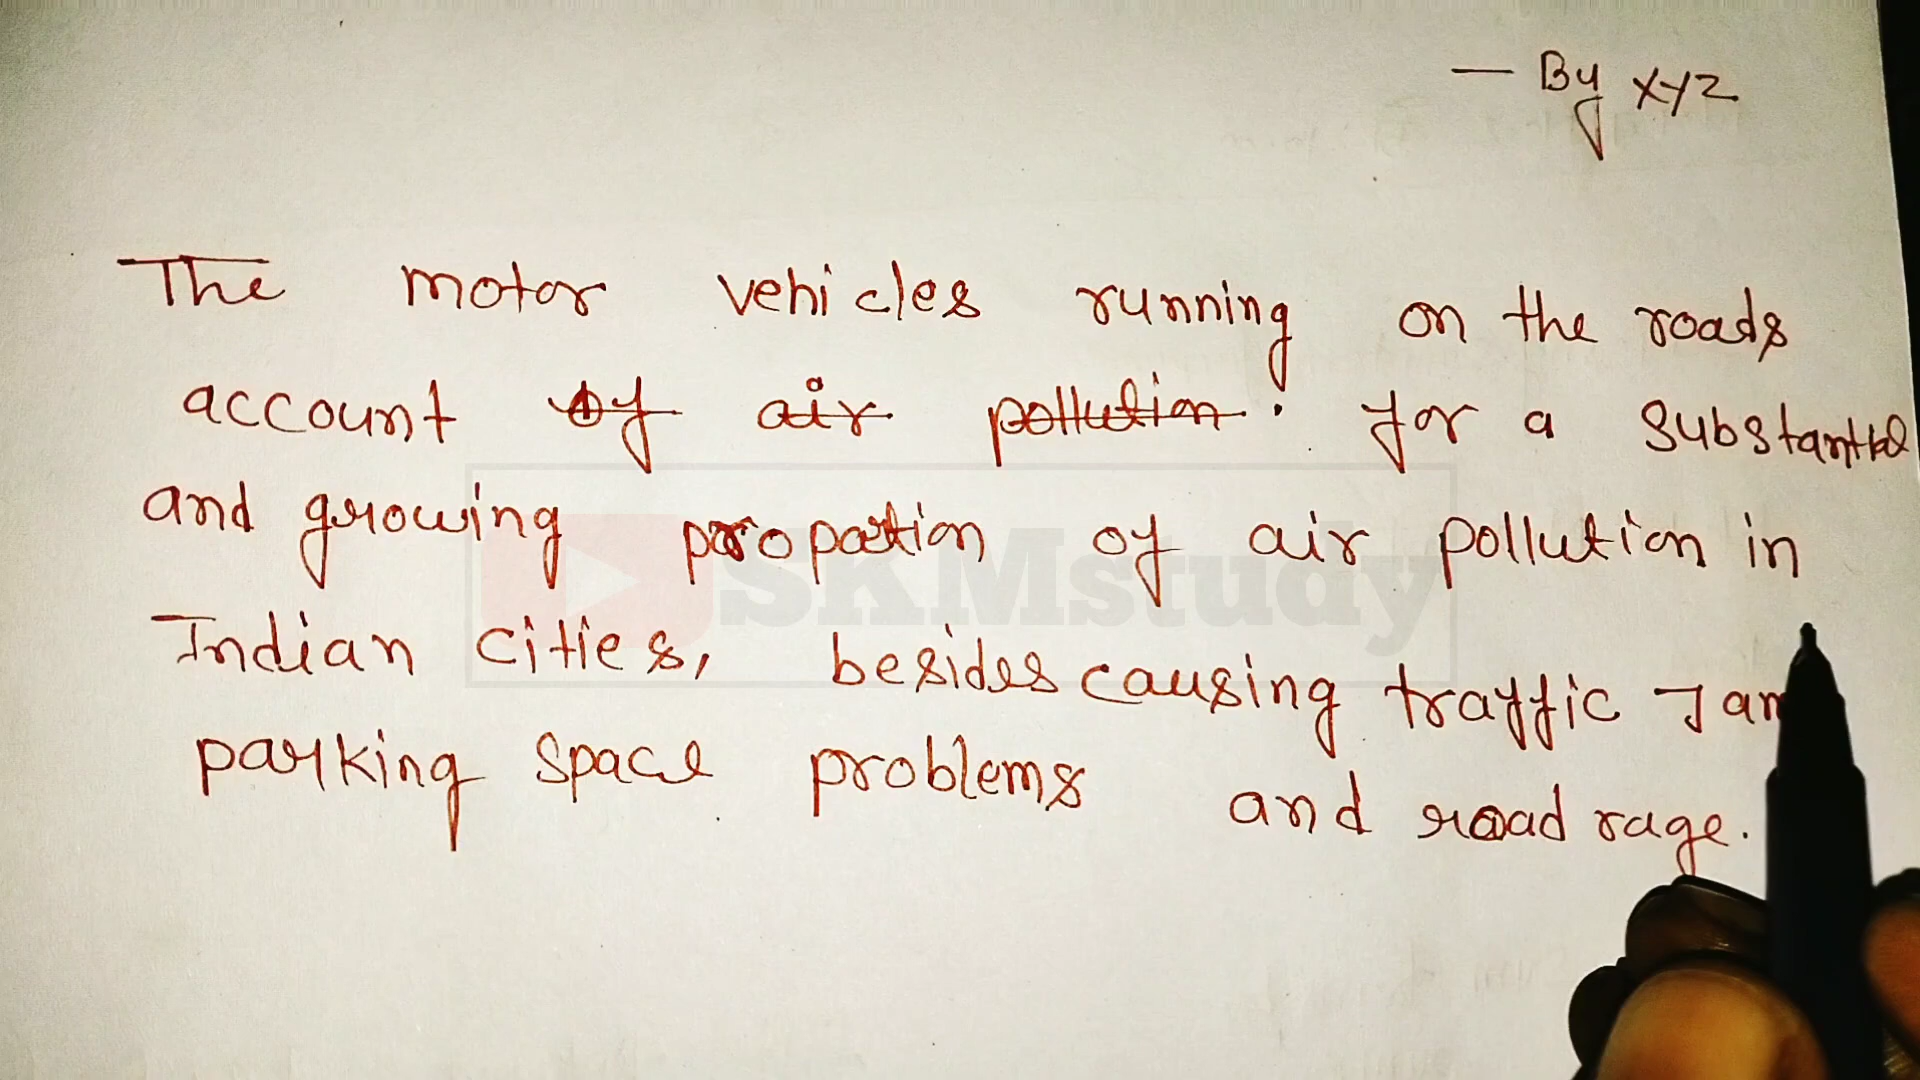 — By XYZ
The motor vehicles running on the roads
account of air pollution. for a substantial
and growing proportion of air pollution in
Indian cities, besides causing traffic
parking space problems and road rage.
SKMstudy